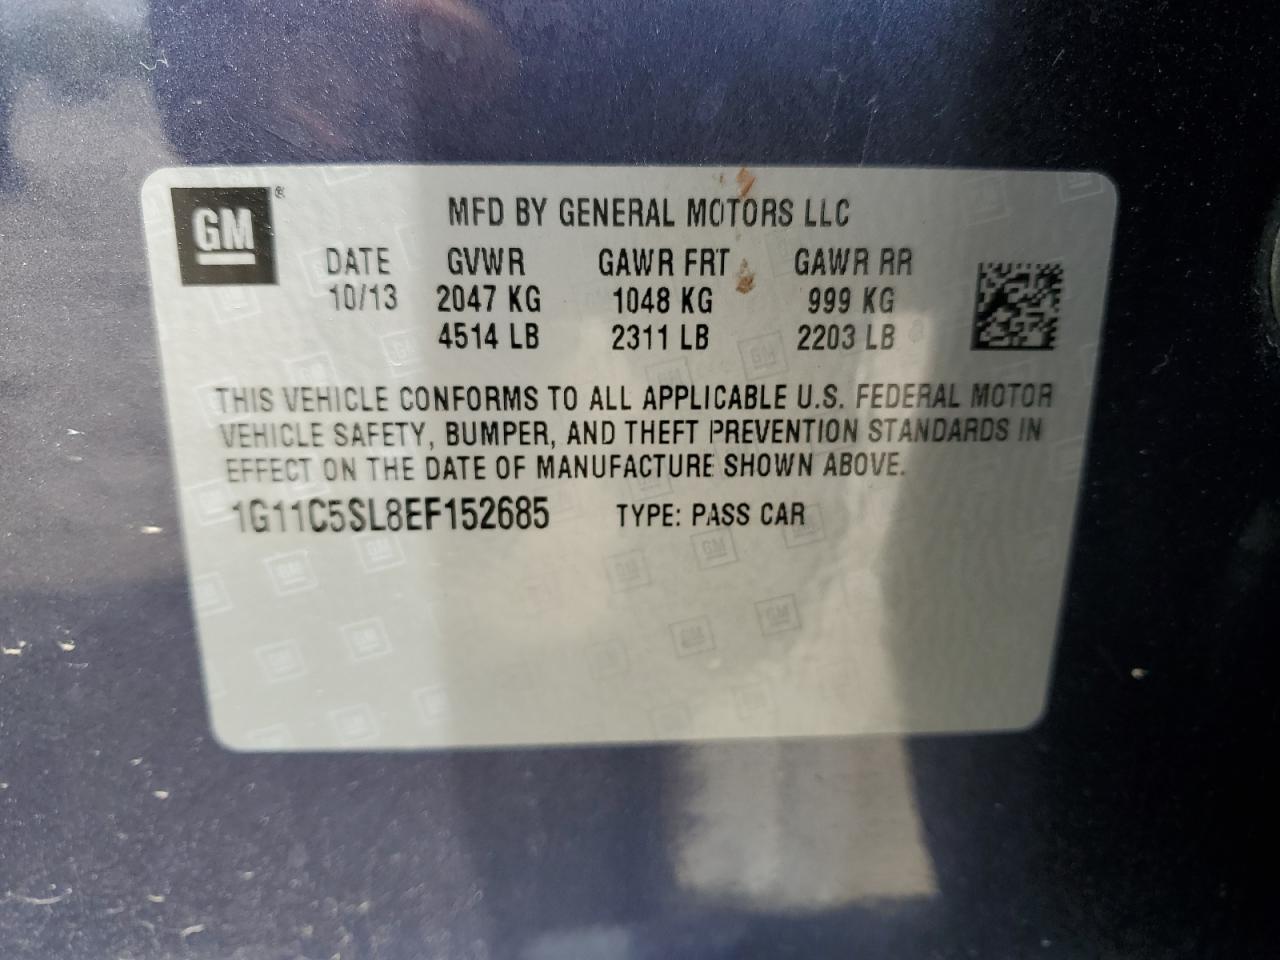 GM ®
MFD BY GENERAL MOTORS LLC
DATE GVWR GAWR FRT GAWR RR
10/13 2047 KG 1048 KG 999 KG
4514 LB 2311 LB 2203 LB
THIS VEHICLE CONFORMS TO ALL APPLICABLE U.S. FEDERAL MOTOR
VEHICLE SAFETY, BUMPER, AND THEFT PREVENTION STANDARDS IN
EFFECT ON THE DATE OF MANUFACTURE SHOWN ABOVE.
1G11C5SL8EF152685 TYPE: PASS CAR